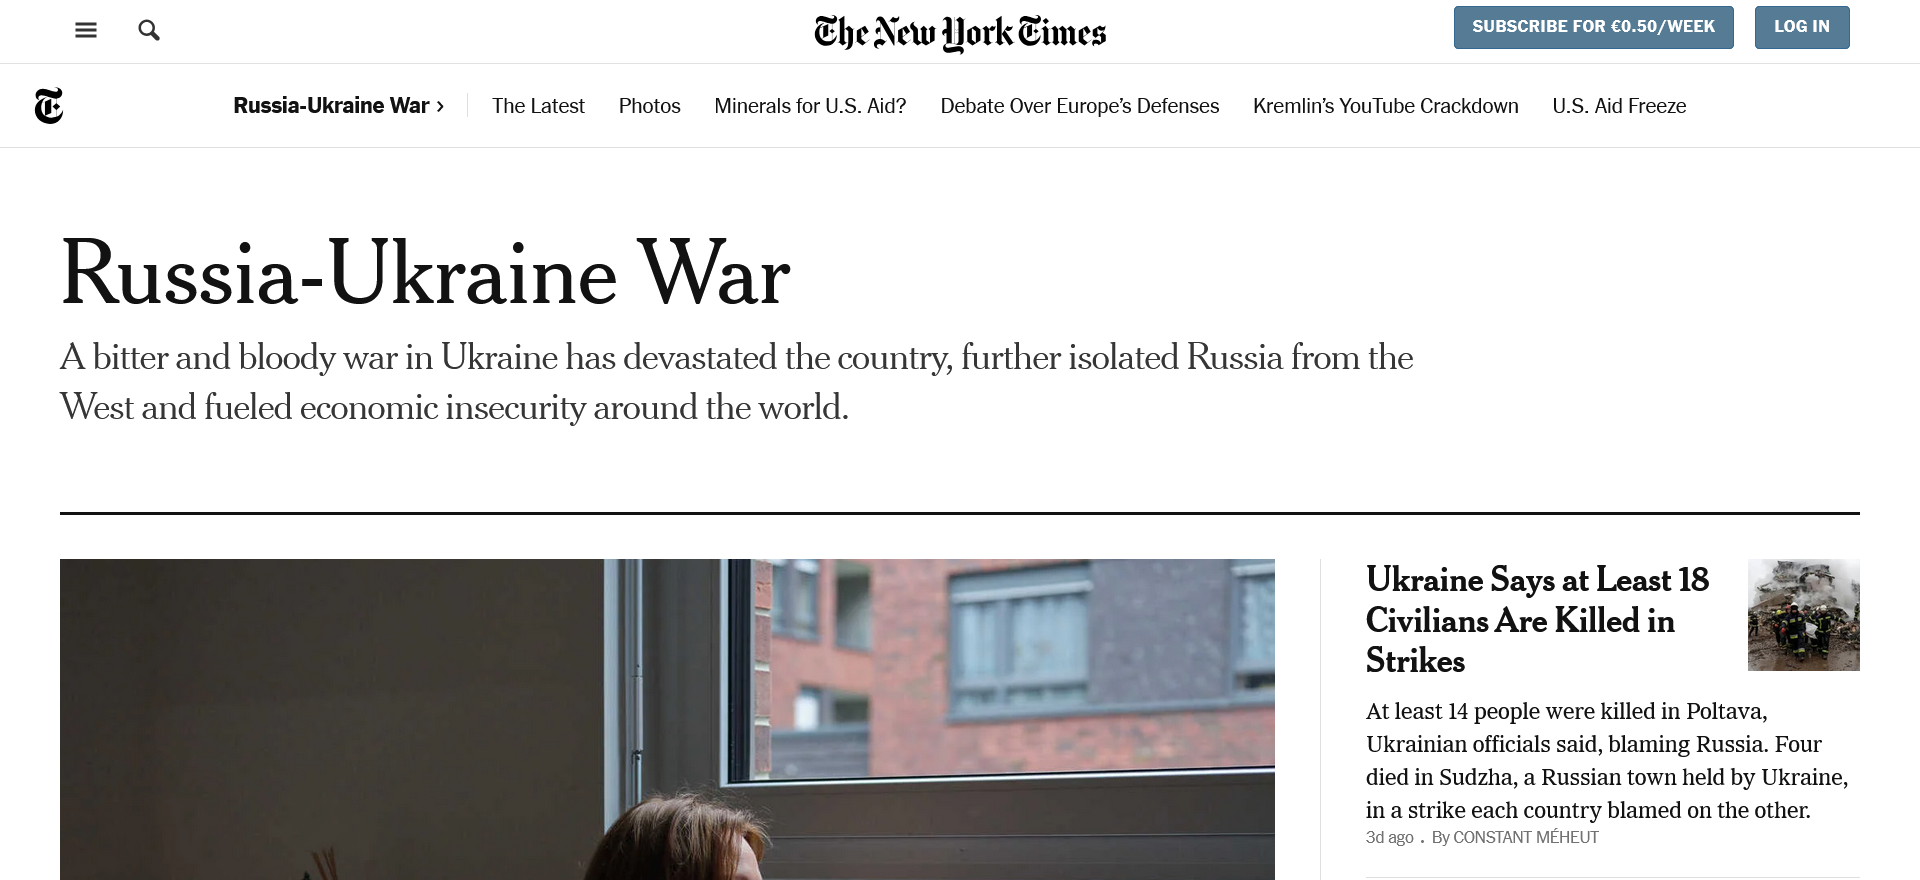 The New York Times
SUBSCRIBE FOR €0.50/WEEK
LOG IN
T
Russia-Ukraine War ›
The Latest
Photos
Minerals for U.S. Aid?
Debate Over Europe’s Defenses
Kremlin’s YouTube Crackdown
U.S. Aid Freeze
Russia-Ukraine War
A bitter and bloody war in Ukraine has devastated the country, further isolated Russia from the
West and fueled economic insecurity around the world.
Ukraine Says at Least 18
Civilians Are Killed in
Strikes
At least 14 people were killed in Poltava,
Ukrainian officials said, blaming Russia. Four
died in Sudzha, a Russian town held by Ukraine,
in a strike each country blamed on the other.
3d ago . By CONSTANT MÉHEUT